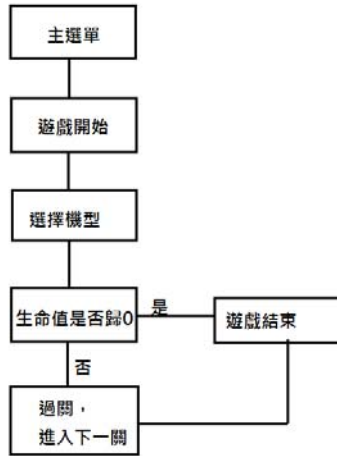 主選單
遊戲開始
選擇機型
生命值是否歸0
是
遊戲結束
否
過關，
進入下一關